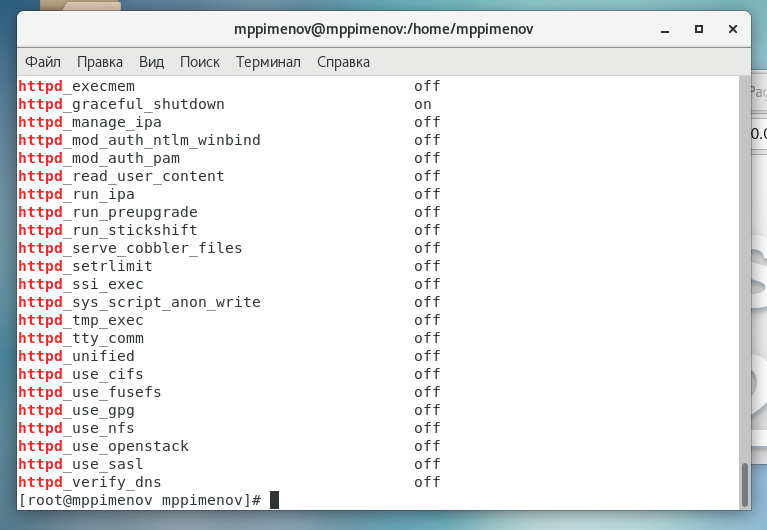 mppimenov@mppimenov:/home/mppimenov
Файл Правка Вид Поиск Терминал Справка
httpd_execmem off
httpd_graceful_shutdown on
httpd_manage_ipa off
httpd_mod_auth_ntlm_winbind off
httpd_mod_auth_pam off
httpd_read_user_content off
httpd_run_ipa off
httpd_run_preupgrade off
httpd_run_stickshift off
httpd_serve_cobbler_files off
httpd_setrlimit off
httpd_ssi_exec off
httpd_sys_script_anon_write off
httpd_tmp_exec off
httpd_tty_comm off
httpd_unified off
httpd_use_cifs off
httpd_use_fusefs off
httpd_use_gpg off
httpd_use_nfs off
httpd_use_openstack off
httpd_use_sasl off
httpd_verify_dns off
[root@mppimenov mppimenov]#